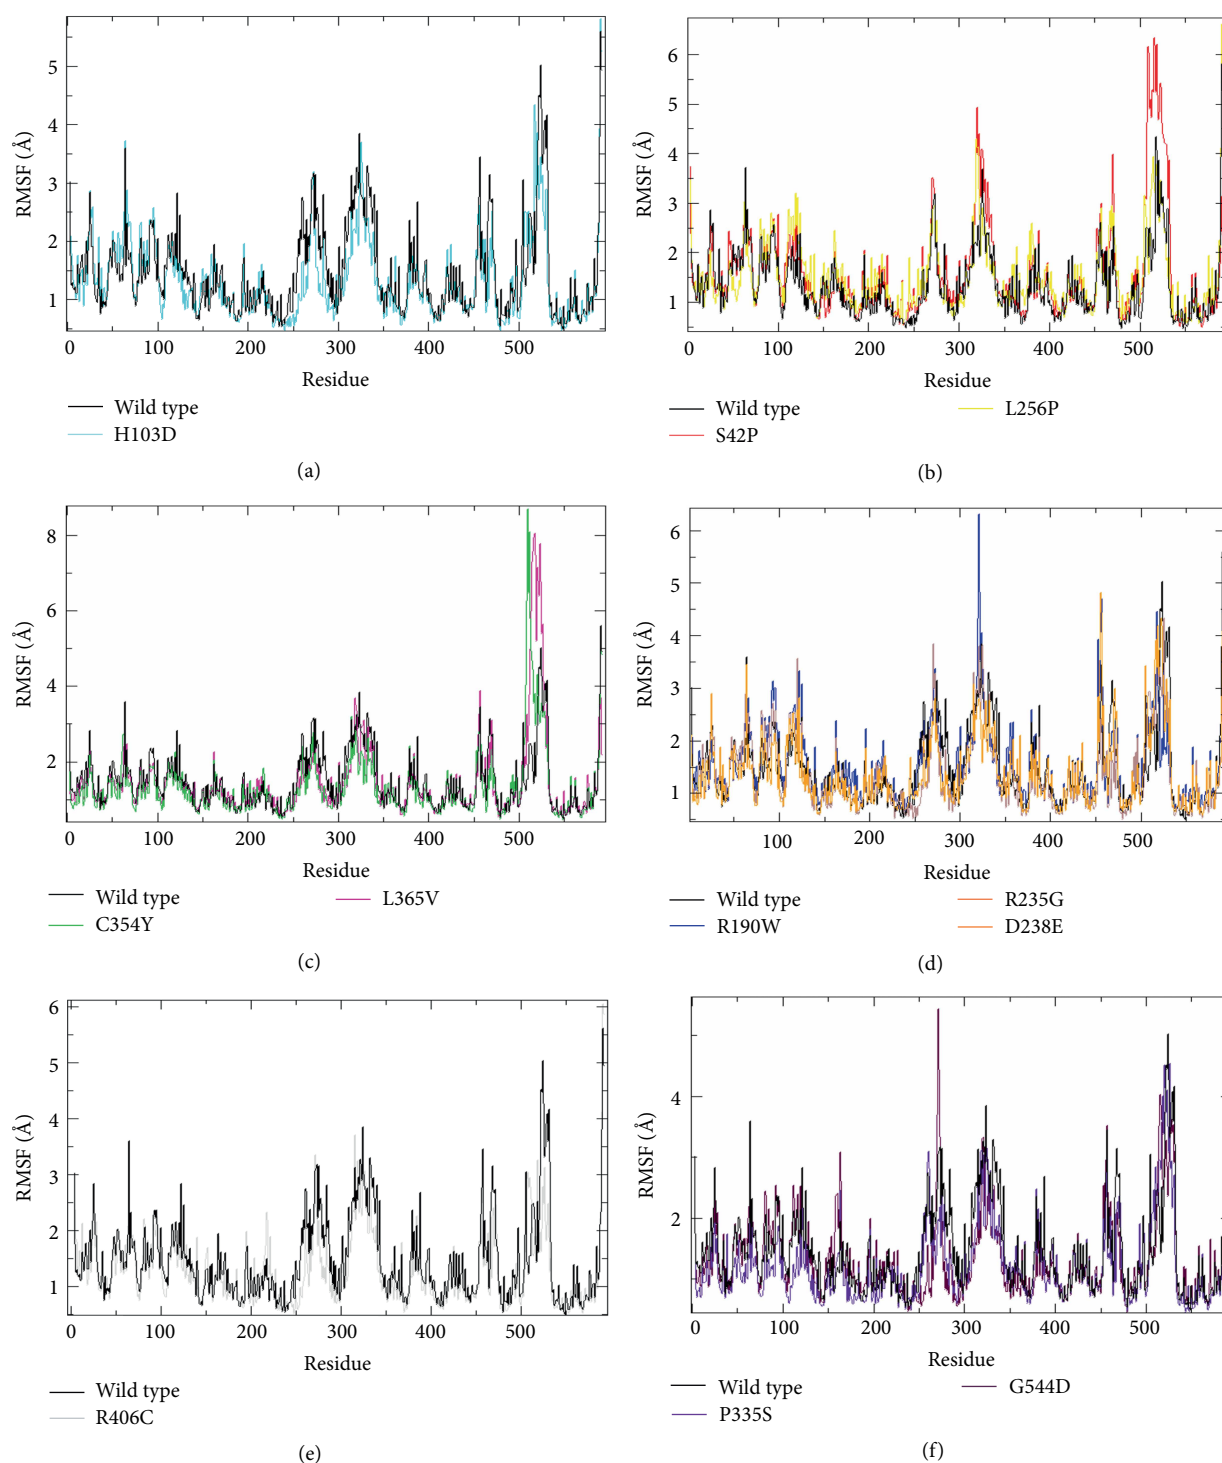 5
4
3
2
1
RMSF (Å)
0 100 200 300 400 500
Residue
Wild type
H103D
(a)
6
5
4
3
2
1
RMSF (Å)
0 100 200 300 400 500
Residue
Wild type L256P
S42P
(b)
8
6
4
2
RMSF (Å)
0 100 200 300 400 500
Residue
Wild type L365V
C354Y
(c)
6
5
4
3
2
1
RMSF (Å)
100 200 300 400 500
Residue
Wild type R235G
R190W D238E
(d)
6
5
4
3
2
1
RMSF (Å)
0 100 200 300 400 500
Residue
Wild type
R406C
(e)
4
2
RMSF (Å)
0 100 200 300 400 500
Residue
Wild type G544D
P335S
(f)